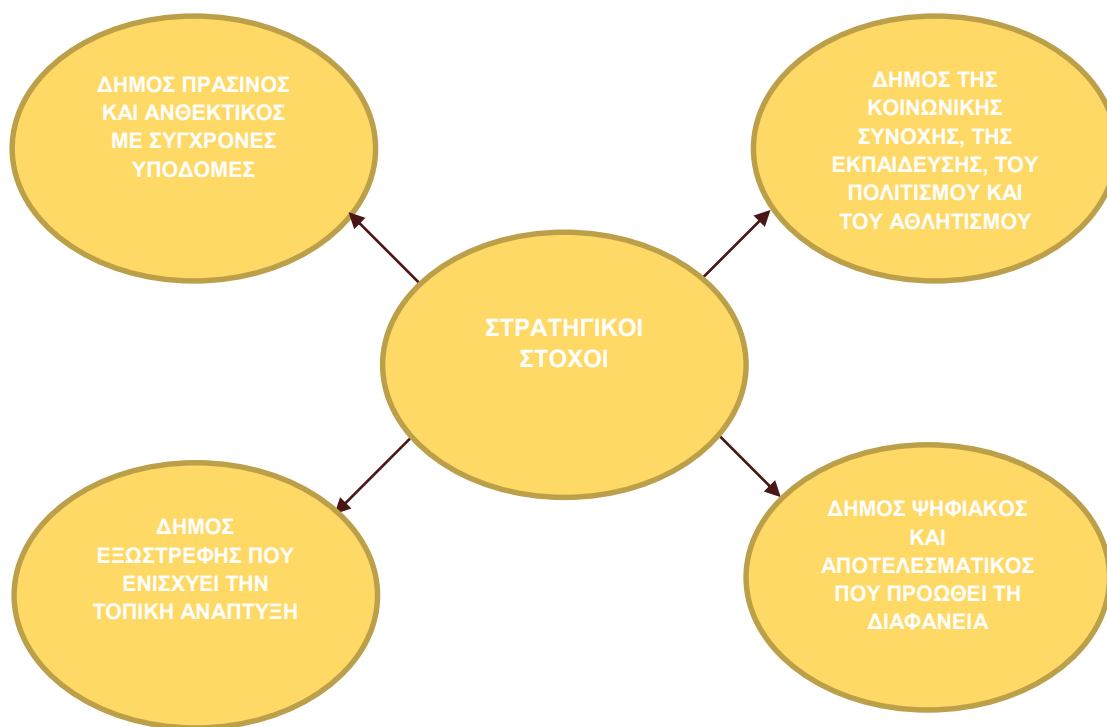 ΔΗΜΟΣ ΠΡΑΣΙΝΟΣ
ΚΑΙ ΑΝΘΕΚΤΙΚΟΣ
ΜΕ ΣΥΓΧΡΟΝΕΣ
ΥΠΟΔΟΜΕΣ
ΔΗΜΟΣ ΤΗΣ
ΚΟΙΝΩΝΙΚΗΣ
ΣΥΝΟΧΗΣ, ΤΗΣ
ΕΚΠΑΙΔΕΥΣΗΣ, ΤΟΥ
ΠΟΛΙΤΙΣΜΟΥ ΚΑΙ
ΤΟΥ ΑΘΛΗΤΙΣΜΟΥ
ΣΤΡΑΤΗΓΙΚΟΙ
ΣΤΟΧΟΙ
ΔΗΜΟΣ
ΕΞΩΣΤΡΕΦΗΣ ΠΟΥ
ΕΝΙΣΧΥΕΙ ΤΗΝ
ΤΟΠΙΚΗ ΑΝΑΠΤΥΞΗ
ΔΗΜΟΣ ΨΗΦΙΑΚΟΣ
ΚΑΙ
ΑΠΟΤΕΛΕΣΜΑΤΙΚΟΣ
ΠΟΥ ΠΡΟΩΘΕΙ ΤΗ
ΔΙΑΦΑΝΕΙΑ